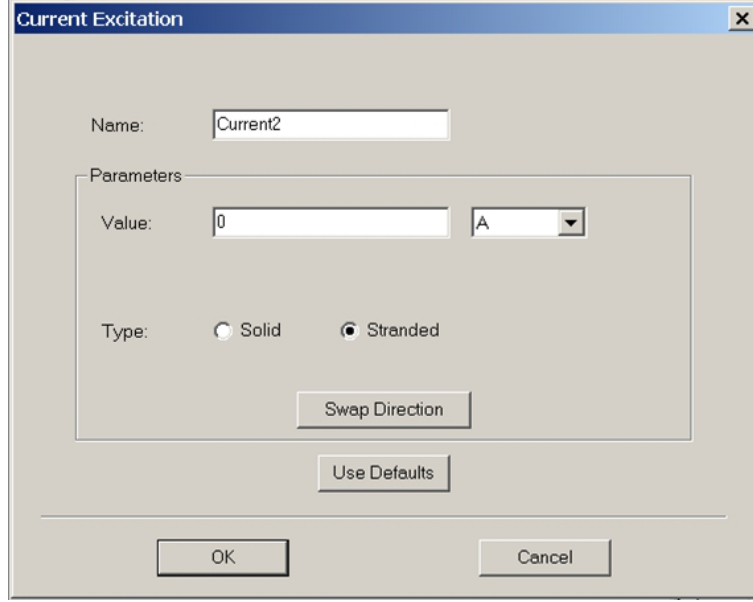 Current Excitation
Name: Current2
Parameters
Value: 0 A
Type: Solid Stranded
Swap Direction
Use Defaults
OK Cancel